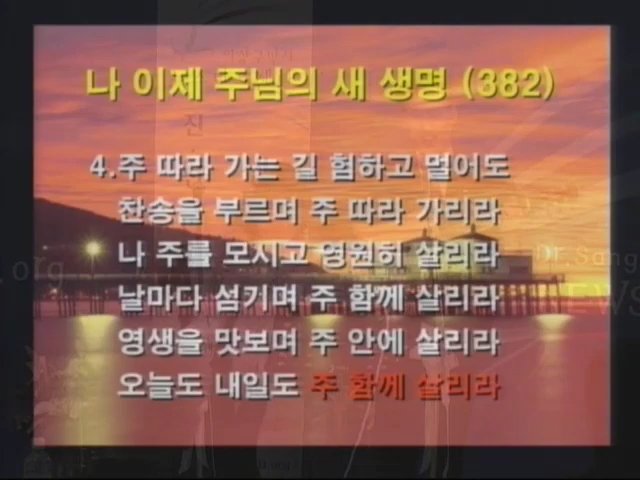 나 이제 주님의 새 생명 (382)
4.주 따라 가는 길 험하고 멀어도
찬송을 부르며 주 따라 가리라
나 주를 모시고 영원히 살리라
날마다 섬기며 주 함께 살리라
영생을 맛보며 주 안에 살리라
오늘도 내일도 주 함께 살리라
.org
Dr.Sang